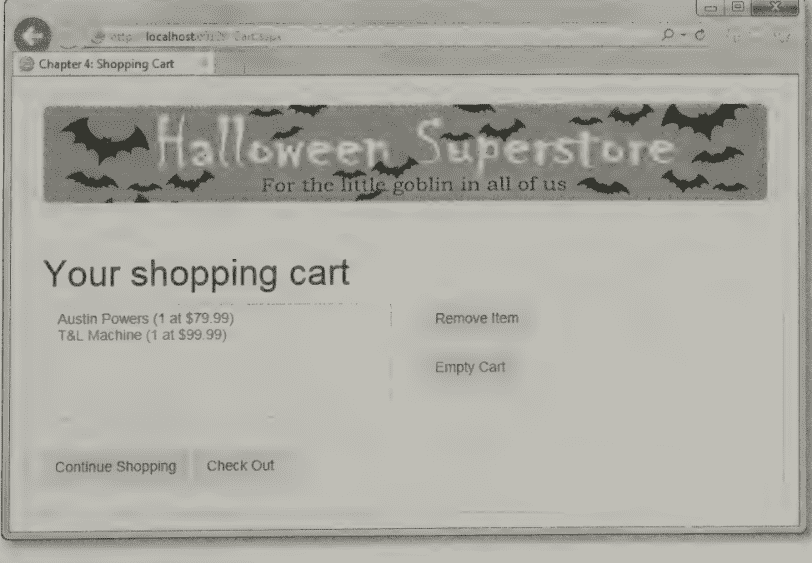 localhost
Chapter 4: Shopping Cart
Halloween Superstore
For the little goblin in all of us
Your shopping cart
Austin Powers (1 at $79.99)
T&L Machine (1 at $99.99)
Remove Item
Empty Cart
Continue Shopping
Check Out